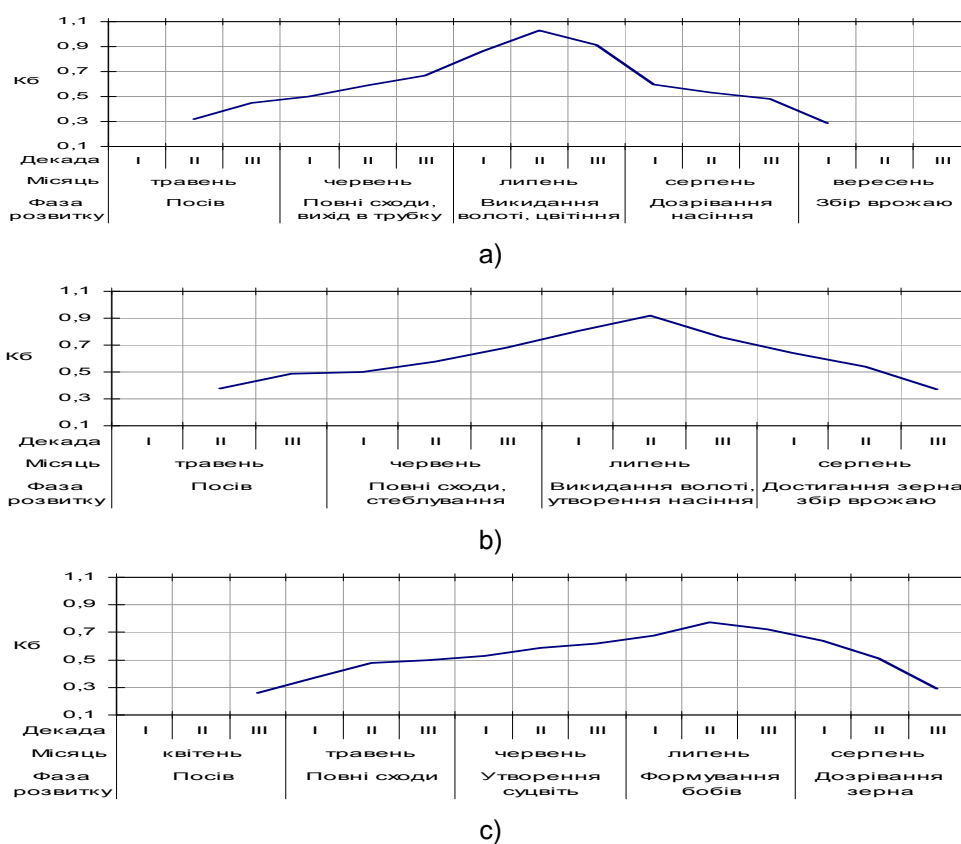 1,1
0,9
0,7
Кб
0,5
0,3
0,1
Декада I II III I II III I II III I II III I II III
Місяць травень червень липень серпень вересень
Фаза розвитку Посів Повні сходи, вихід в трубку Викидання волоті, цвітіння Дозрівання насіння Збір врожаю
a)
1,1
0,9
0,7
Кб
0,5
0,3
0,1
Декада I II III I II III I II III I II III
Місяць травень червень липень серпень
Фаза розвитку Посів Повні сходи, стеблування Викидання волоті, утворення насіння Достигання зерна збір врожаю
b)
1,1
0,9
0,7
Кб
0,5
0,3
0,1
Декада I II III I II III I II III I II III I II III
Місяць квітень травень червень липень серпень
Фаза розвитку Посів Повні сходи Утворення суцвіть Формування бобів Дозрівання зерна
c)